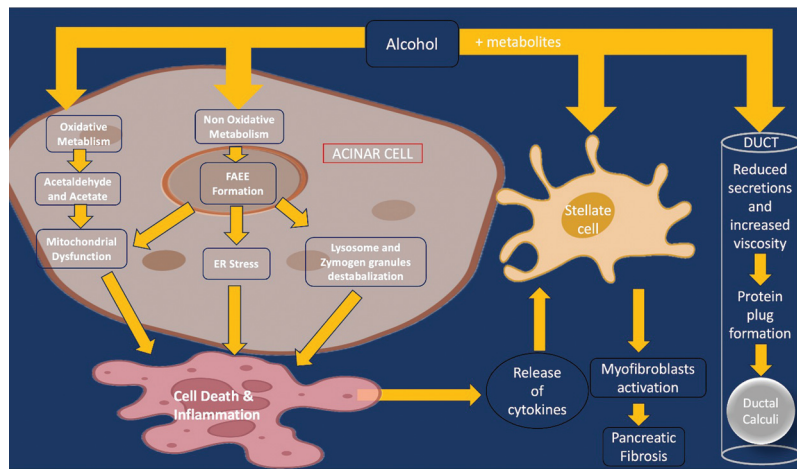 Alcohol
+ metabolites
Oxidative
Metablism
Acetaldehyde
and Acetate
Mitochondrial
Dysfunction
Non Oxidative
Metabolism
FAEE
Formation
ER Stress
ACINAR CELL
Lysosome and
Zymogen granules
destabalization
Cell Death &
Inflammation
Release
of
cytokines
Stellate
cell
Myofibroblasts
activation
Pancreatic
Fibrosis
DUCT
Reduced
secretions
and
increased
viscosity
Protein
plug
formation
Ductal
Calculi